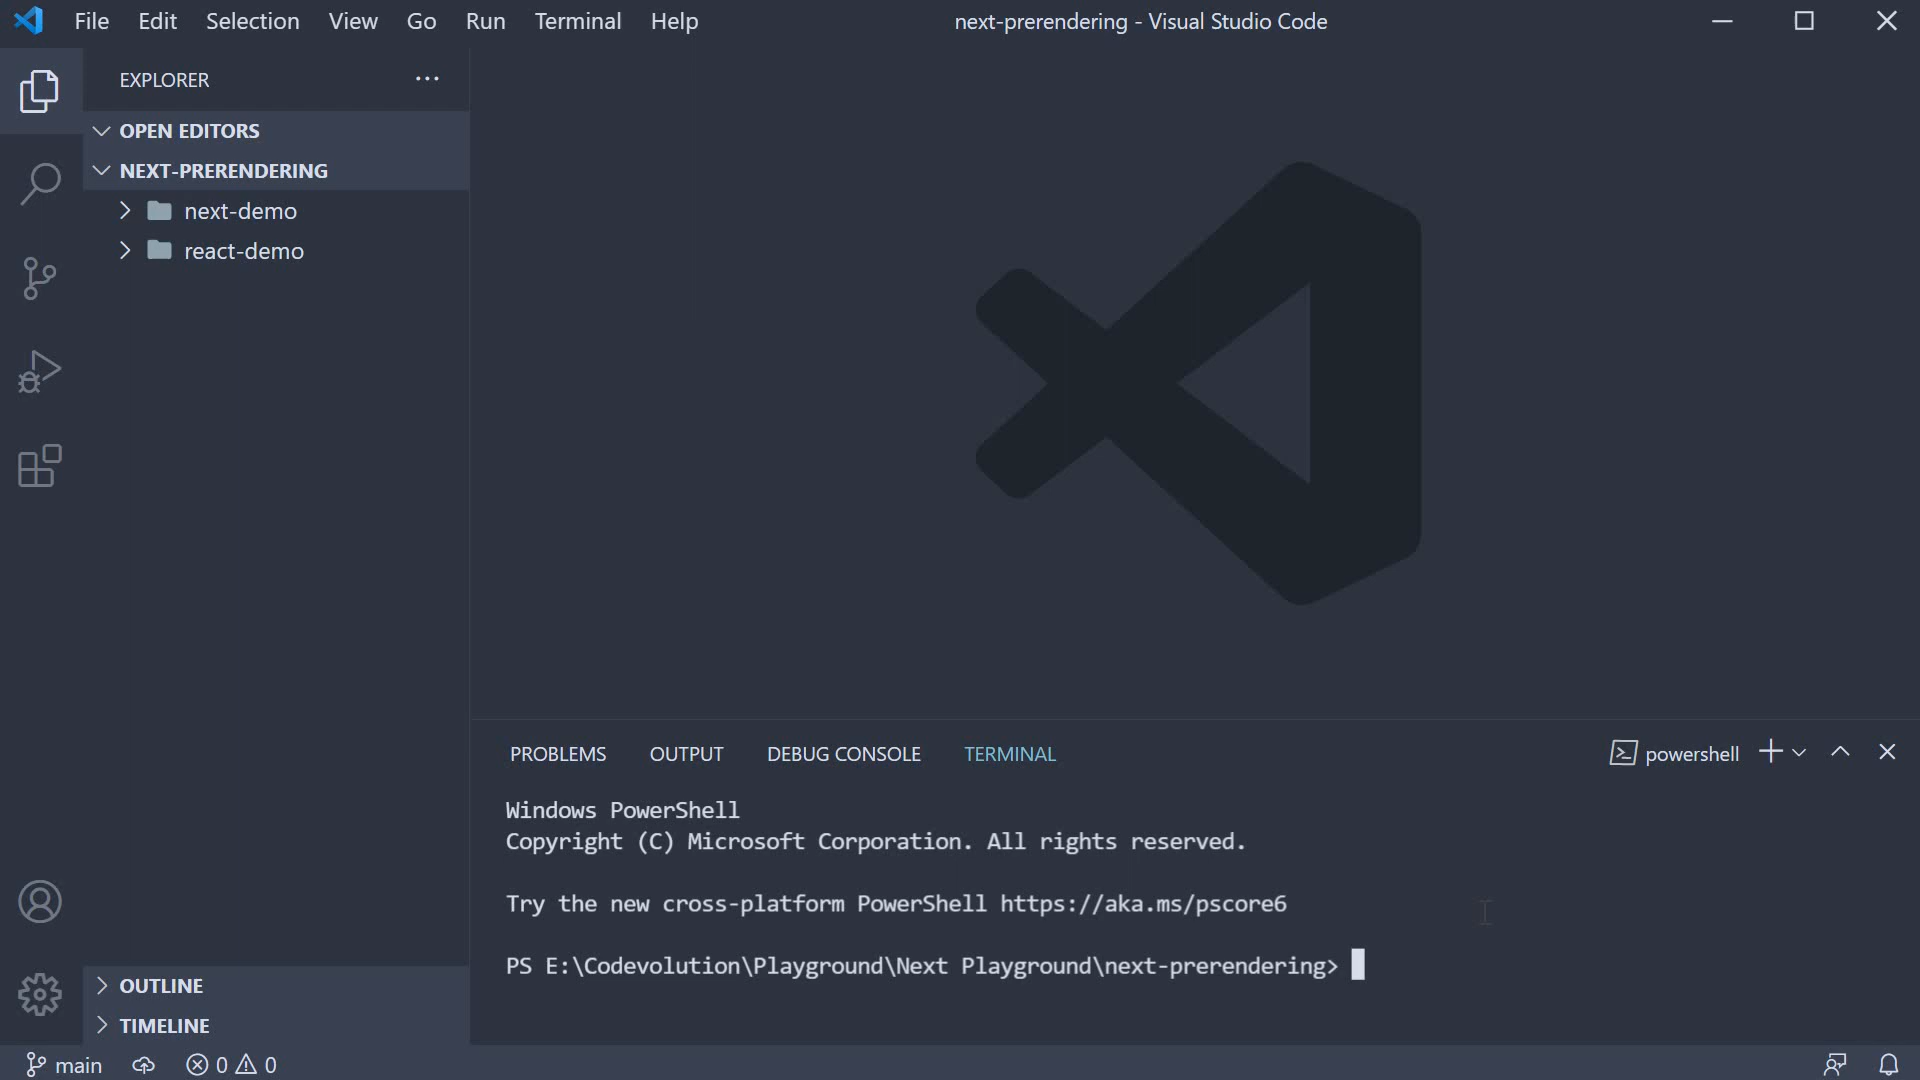 File Edit Selection View Go Run Terminal Help
next-prerendering - Visual Studio Code
EXPLORER
OPEN EDITORS
NEXT-PRERENDERING
next-demo
react-demo
OUTLINE
TIMELINE
PROBLEMS OUTPUT DEBUG CONSOLE TERMINAL
powershell
Windows PowerShell
Copyright (C) Microsoft Corporation. All rights reserved.
Try the new cross-platform PowerShell https://aka.ms/pscore6
PS E:\Codevolution\Playground\Next Playground\next-prerendering>
main 0 0